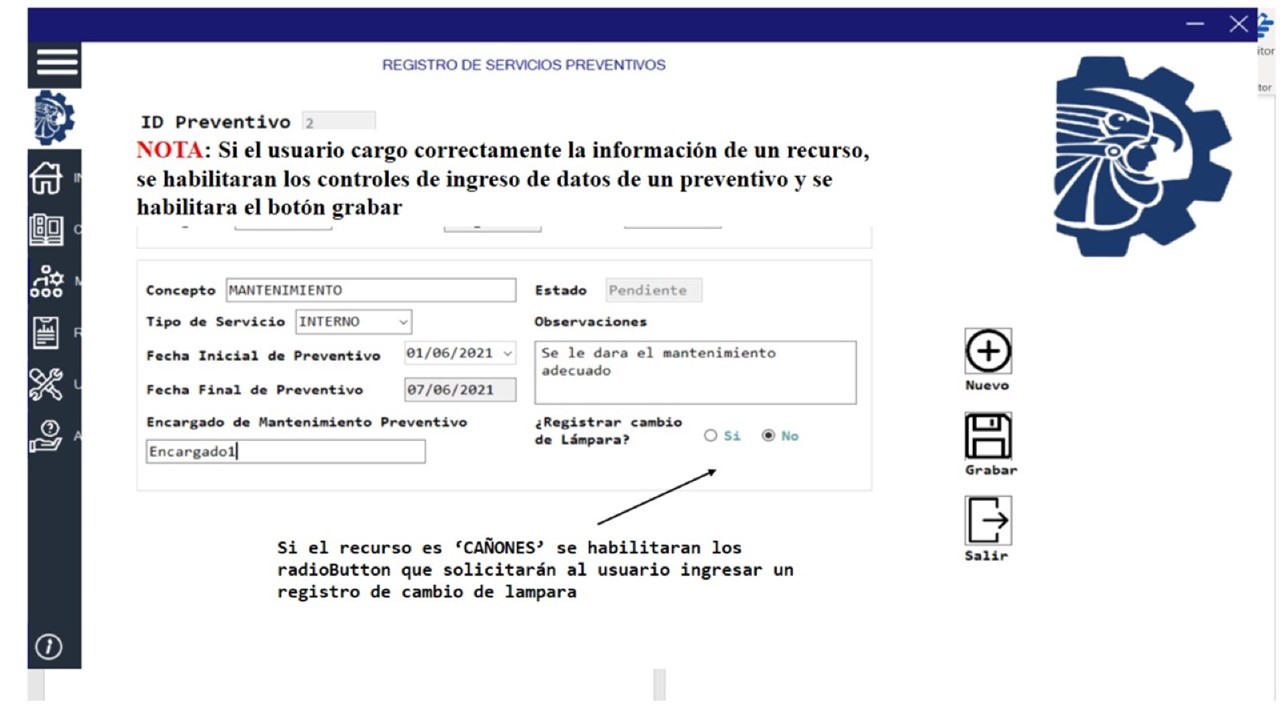 REGISTRO DE SERVICIOS PREVENTIVOS
itor
tor
ID Preventivo 2
NOTA: Si el usuario cargo correctamente la información de un recurso,
se habilitaran los controles de ingreso de datos de un preventivo y se
habilitara el botón grabar
Concepto MANTENIMIENTO Estado Pendiente
Tipo de Servicio INTERNO Observaciones
Fecha Inicial de Preventivo 01/06/2021 Se le dara el mantenimiento
adecuado
Fecha Final de Preventivo 07/06/2021
Encargado de Mantenimiento Preventivo ¿Registrar cambio
de Lámpara? Si No
Encargado1
Nuevo
Grabar
Salir
Si el recurso es ‘CAÑONES’ se habilitaran los
radioButton que solicitarán al usuario ingresar un
registro de cambio de lampara